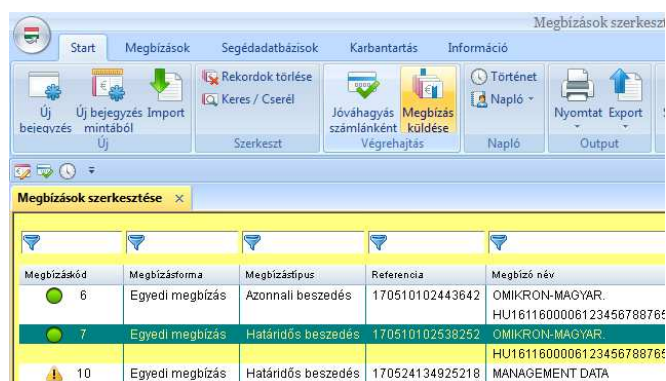 Megbízások szerkeszt
Start Megbízások Segédadatbázisok Karbantartás Információ
Új bejegyzés
Új bejegyzés mintából
Import
Új
Rekordok törlése
Keres / Cserél
Szerkeszt
Jóváhagyás számlánként
Megbízás küldése
Végrehajtás
Történet
Napló
Napló
Nyomtat Export
Output
Megbízások szerkesztése ×
Megbízáskód Megbízásforma Megbízástípus Referencia Megbízó név
6 Egyedi megbízás Azonnali beszedés 170510102443642 OMIKRON-MAGYAR.
HU1611600006123456788765
7 Egyedi megbízás Határidős beszedés 170510102538252 OMIKRON-MAGYAR.
HU1611600006123456788765
10 Egyedi megbízás Határidős beszedés 170524134925218 MANAGEMENT DATA